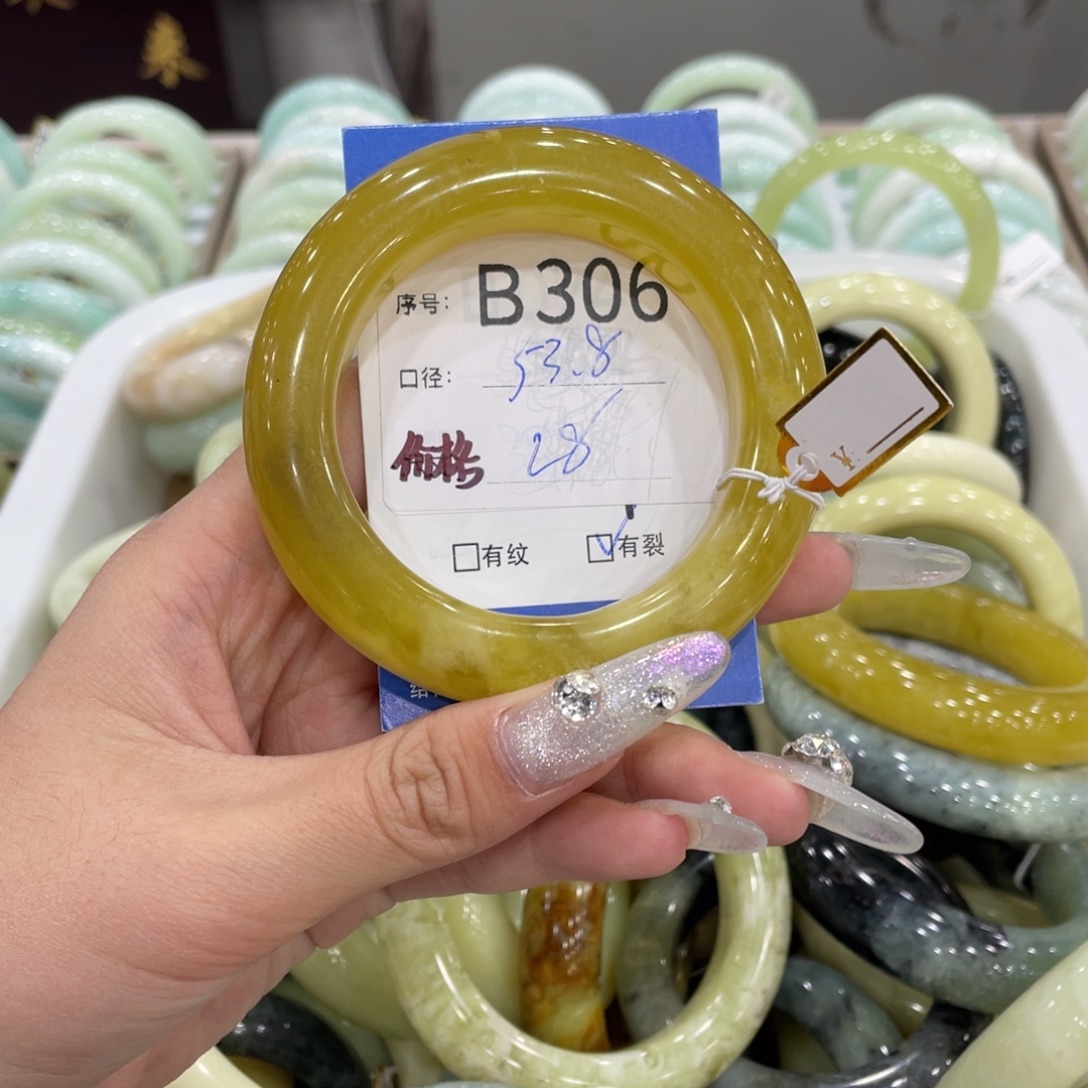 序号: B306
口径: 53.8
价格 28
□有纹 ☑有裂
¥: